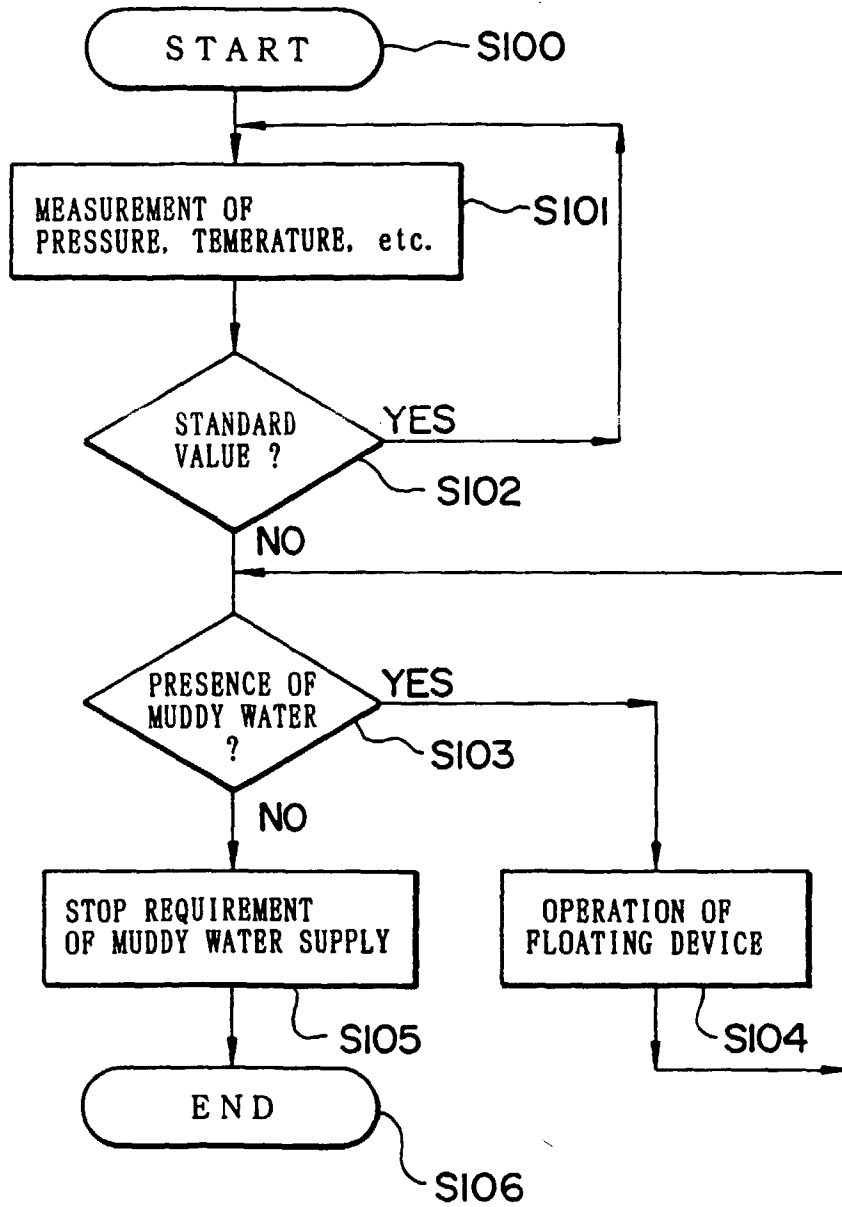 START
S100
MEASUREMENT OF
PRESSURE, TEMERATURE, etc.
S101
STANDARD
VALUE ?
YES
S102
NO
PRESENCE OF
MUDDY WATER
?
YES
S103
NO
STOP REQUIREMENT
OF MUDDY WATER SUPPLY
S105
OPERATION OF
FLOATING DEVICE
S104
END
S106